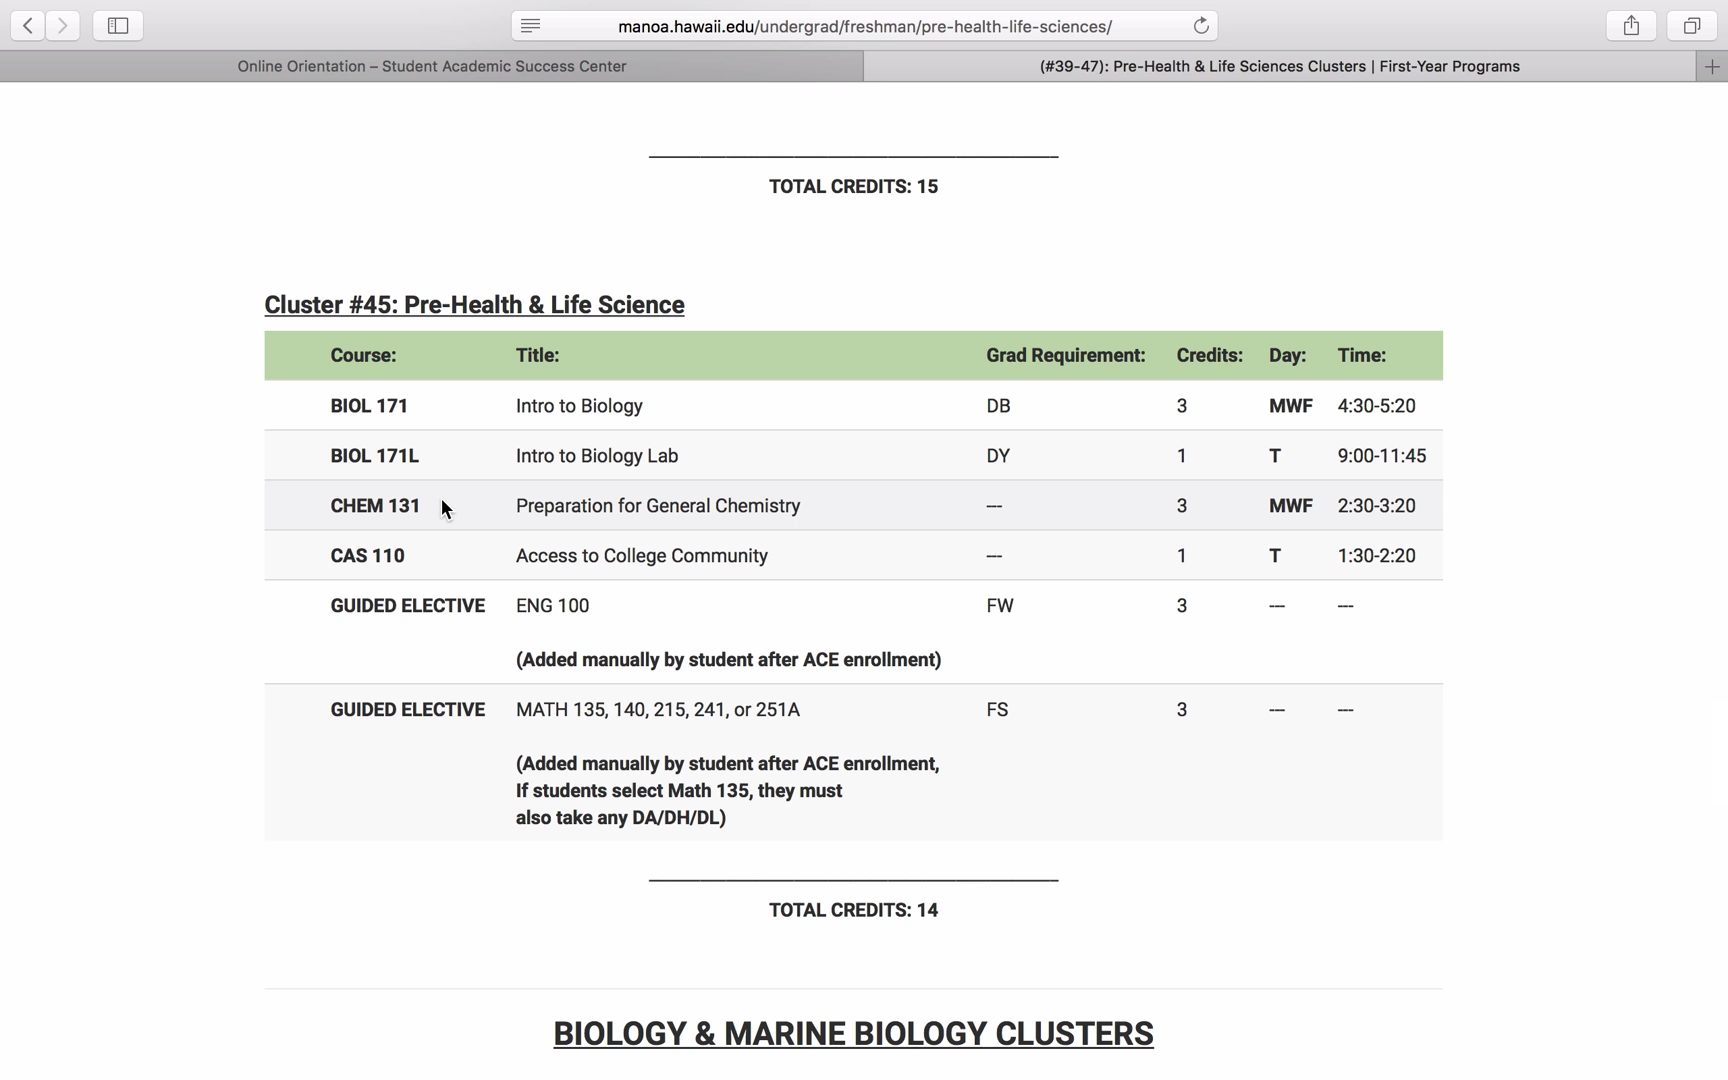 manoa.hawaii.edu/undergrad/freshman/pre-health-life-sciences/
Online Orientation – Student Academic Success Center
(#39-47): Pre-Health & Life Sciences Clusters | First-Year Programs
TOTAL CREDITS: 15
Cluster #45: Pre-Health & Life Science
Course: Title: Grad Requirement: Credits: Day: Time:
BIOL 171 Intro to Biology DB 3 MWF 4:30-5:20
BIOL 171L Intro to Biology Lab DY 1 T 9:00-11:45
CHEM 131 Preparation for General Chemistry --- 3 MWF 2:30-3:20
CAS 110 Access to College Community --- 1 T 1:30-2:20
GUIDED ELECTIVE ENG 100 FW 3 --- ---
(Added manually by student after ACE enrollment)
GUIDED ELECTIVE MATH 135, 140, 215, 241, or 251A FS 3 --- ---
(Added manually by student after ACE enrollment,
If students select Math 135, they must
also take any DA/DH/DL)
TOTAL CREDITS: 14
BIOLOGY & MARINE BIOLOGY CLUSTERS